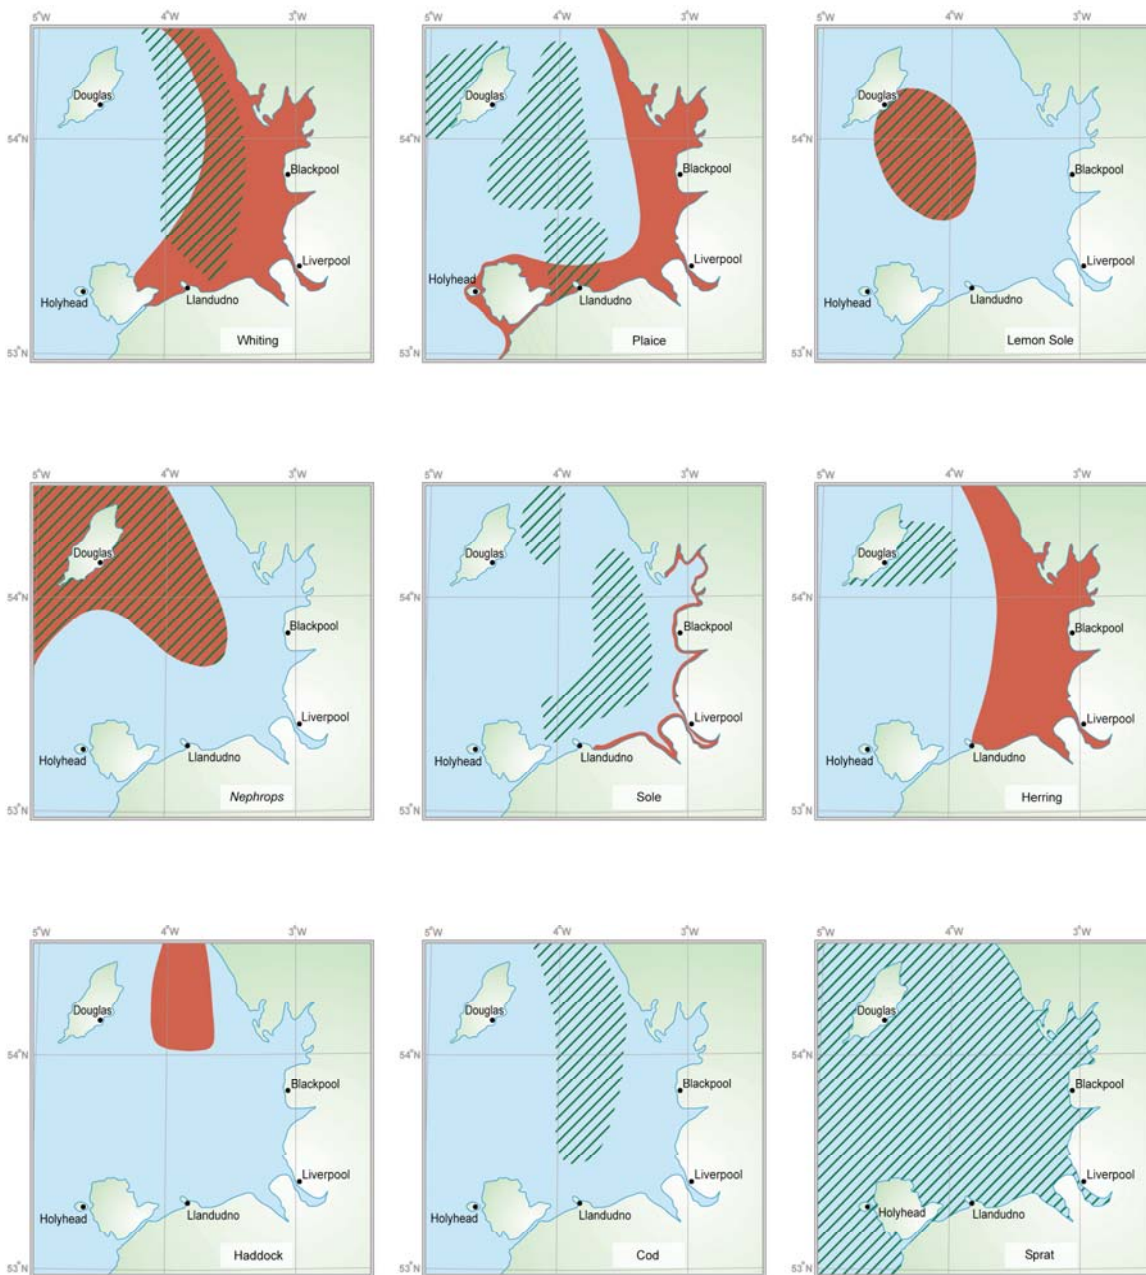 5°W 4°W 3°W
Douglas
54°N
Blackpool
Liverpool
Holyhead
Llandudno
53°N
Whiting
5°W 4°W 3°W
Douglas
54°N
Blackpool
Liverpool
Holyhead
Llandudno
53°N
Plaice
5°W 4°W 3°W
Douglas
54°N
Blackpool
Liverpool
Holyhead
Llandudno
53°N
Lemon Sole
5°W 4°W 3°W
Douglas
54°N
Blackpool
Liverpool
Holyhead
Llandudno
53°N
Nephrops
5°W 4°W 3°W
Douglas
54°N
Blackpool
Liverpool
Holyhead
Llandudno
53°N
Sole
5°W 4°W 3°W
Douglas
54°N
Blackpool
Liverpool
Holyhead
Llandudno
53°N
Herring
5°W 4°W 3°W
Douglas
54°N
Blackpool
Liverpool
Holyhead
Llandudno
53°N
Haddock
5°W 4°W 3°W
Douglas
54°N
Blackpool
Liverpool
Holyhead
Llandudno
53°N
Cod
5°W 4°W 3°W
Douglas
54°N
Blackpool
Liverpool
Holyhead
Llandudno
53°N
Sprat